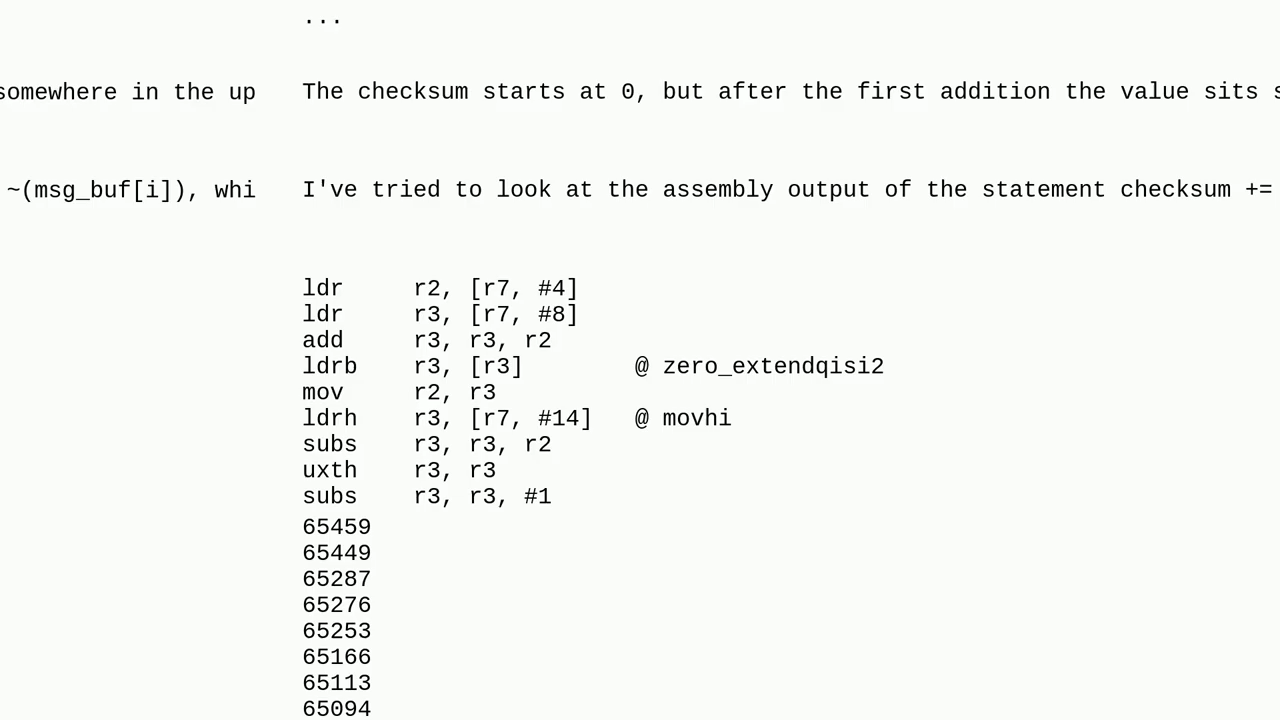 ...
somewhere in the up The checksum starts at 0, but after the first addition the value sits
~(msg_buf[i]), whi I've tried to look at the assembly output of the statement checksum +=
ldr r2, [r7, #4]
ldr r3, [r7, #8]
add r3, r3, r2
ldrb r3, [r3] @ zero_extendqisi2
mov r2, r3
ldrh r3, [r7, #14] @ movhi
subs r3, r3, r2
uxth r3, r3
subs r3, r3, #1
65459
65449
65287
65276
65253
65166
65113
65094